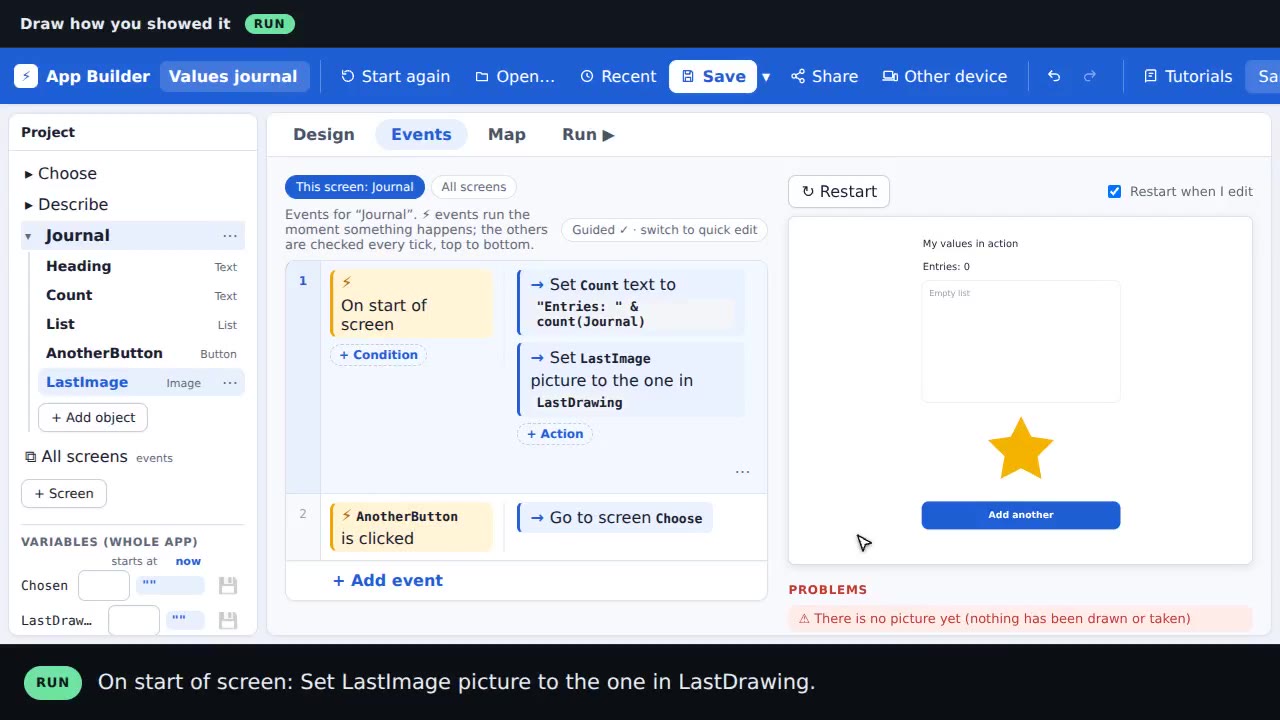 Draw how you showed it RUN
⚡ App Builder Values journal Start again Open... Recent Save ▾ Share Other device Tutorials Sa
Project
Design Events Map Run ▶
▸ Choose
▸ Describe
▾ Journal ...
Heading Text
Count Text
List List
AnotherButton Button
LastImage Image ...
+ Add object
⧉ All screens events
+ Screen
VARIABLES (WHOLE APP)
starts at now
Chosen ""
LastDraw… ""
This screen: Journal All screens
Events for “Journal”. ⚡ events run the
moment something happens; the others
are checked every tick, top to bottom.
Guided ✓ · switch to quick edit
1
⚡
On start of
screen
+ Condition
→ Set Count text to
"Entries: " &
count(Journal)
→ Set LastImage
picture to the one in
LastDrawing
+ Action
...
2
⚡ AnotherButton
is clicked
→ Go to screen Choose
+ Add event
↻ Restart
Restart when I edit
My values in action
Entries: 0
Empty list
Add another
PROBLEMS
⚠ There is no picture yet (nothing has been drawn or taken)
RUN On start of screen: Set LastImage picture to the one in LastDrawing.